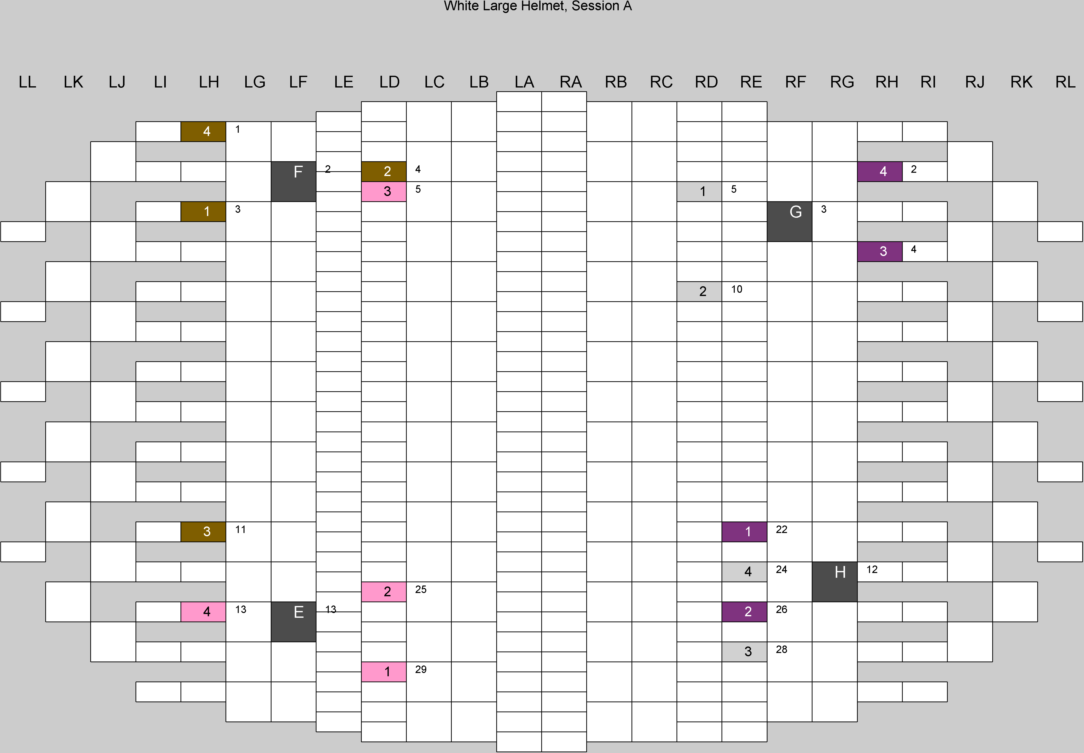 White Large Helmet, Session A
LL LK LJ LI LH LG LF LE LD LC LB LA RA RB RC RD RE RF RG RH RI RJ RK RL
4 1
F 2 2 4 4 2
3 5 1 5
1 3 G 3
3 4
2 10
3 11 1 22
4 24 H 12
2 25
4 13 E 13 2 26
3 28
1 29